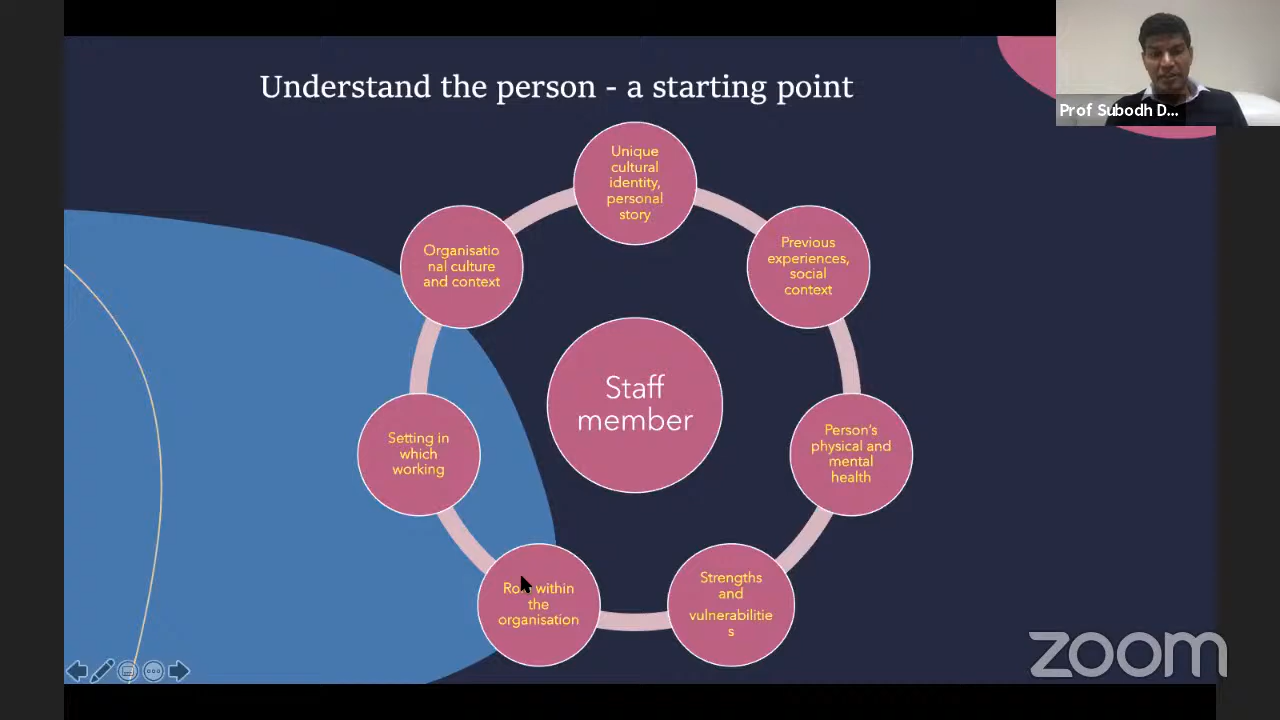 Understand the person - a starting point
Prof Subodh D...
Unique
cultural
identity,
personal
story
Previous
experiences,
social
context
Person's
physical and
mental
health
Strengths
and
vulnerabilitie
s
within
the
organisation
Setting in
which
working
Organisatio
nal culture
and context
Staff
member
zoom